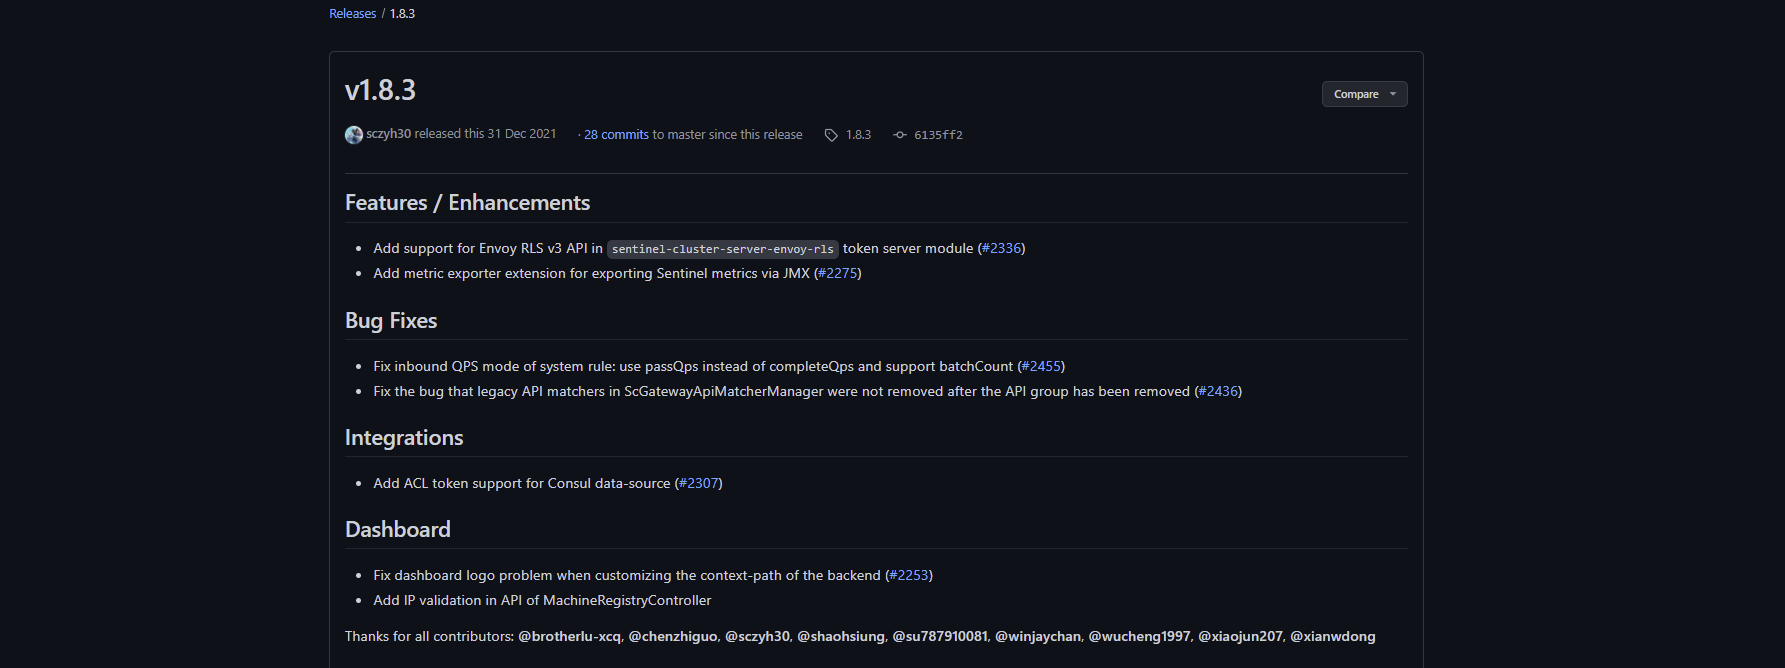 Releases / 1.8.3
v1.8.3
Compare
sczyh30 released this 31 Dec 2021 · 28 commits to master since this release 1.8.3 6135ff2
Features / Enhancements
• Add support for Envoy RLS v3 API in sentinel-cluster-server-envoy-rls token server module (#2336)
• Add metric exporter extension for exporting Sentinel metrics via JMX (#2275)
Bug Fixes
• Fix inbound QPS mode of system rule: use passQps instead of completeQps and support batchCount (#2455)
• Fix the bug that legacy API matchers in ScGatewayApiMatcherManager were not removed after the API group has been removed (#2436)
Integrations
• Add ACL token support for Consul data-source (#2307)
Dashboard
• Fix dashboard logo problem when customizing the context-path of the backend (#2253)
• Add IP validation in API of MachineRegistryController
Thanks for all contributors: @brotherlu-xcq, @chenzhiguo, @sczyh30, @shaohsiung, @su787910081, @winjaychan, @wucheng1997, @xiaojun207, @xianwdong